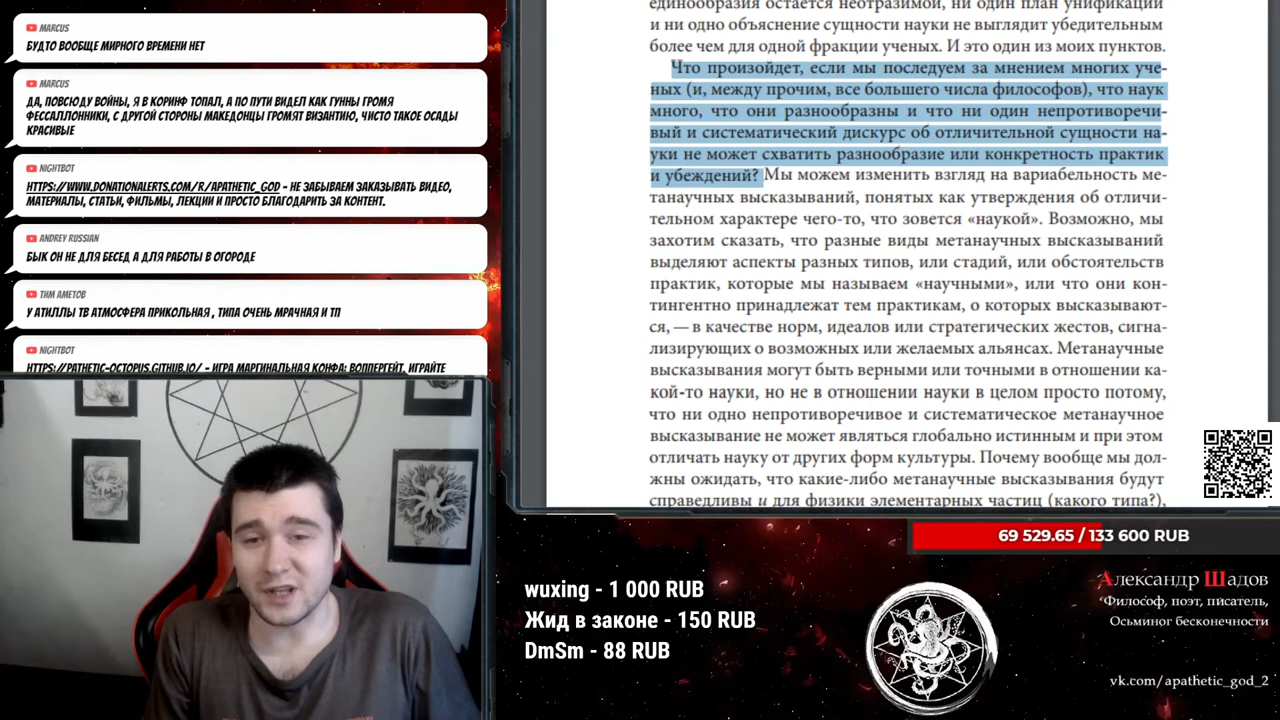 MARCUS
БУДТО ВООБЩЕ МИРНОГО ВРЕМЕНИ НЕТ
MARCUS
ДА, ПОВСЮДУ ВОЙНЫ, Я В КОРИНФ ТОПАЛ, А ПО ПУТИ ВИДЕЛ КАК ГУННЫ ГРОМЯ
ФЕССАЛЛОННИКИ, С ДРУГОЙ СТОРОНЫ МАКЕДОНЦЫ ГРОМЯТ ВИЗАНТИЮ, ЧИСТО ТАКОЕ ОСАДЫ
КРАСИВЫЕ
NIGHTBOT
HTTPS://WWW.DONATIONALERTS.COM/R/APATHETIC_GOD - НЕ ЗАБЫВАЕМ ЗАКАЗЫВАТЬ ВИДЕО,
МАТЕРИАЛЫ, СТАТЬИ, ФИЛЬМЫ, ЛЕКЦИИ И ПРОСТО БЛАГОДАРИТЬ ЗА КОНТЕНТ.
ANDREY RUSSIAN
БЫК ОН НЕ ДЛЯ БЕСЕД А ДЛЯ РАБОТЫ В ОГОРОДЕ
ТИМ АМЕТОВ
У АТИЛЛЫ ТВ АТМОСФЕРА ПРИКОЛЬНАЯ , ТИПА ОЧЕНЬ МРАЧНАЯ И ТП
NIGHTBOT
HTTPS://PATHETIC-OCTOPUS.GITHUB.IO/ - ИГРА МАРГИНАЛЬНАЯ КОНФА: ВОППЕРГЕЙТ. ИГРАЙТЕ
единообразия остается неотразимой, ни один план унификации
и ни одно объяснение сущности науки не выглядит убедительным
более чем для одной фракции ученых. И это один из моих пунктов.
Что произойдет, если мы последуем за мнением многих уче-
ных (и, между прочим, все большего числа философов), что наук
много, что они разнообразны и что ни один непротиворечи-
вый и систематический дискурс об отличительной сущности на-
уки не может схватить разнообразие или конкретность практик
и убеждений? Мы можем изменить взгляд на вариабельность ме-
танаучных высказываний, понятых как утверждения об отличи-
тельном характере чего-то, что зовется «наукой». Возможно, мы
захотим сказать, что разные виды метанаучных высказываний
выделяют аспекты разных типов, или стадий, или обстоятельств
практик, которые мы называем «научными», или что они кон-
тингентно принадлежат тем практикам, о которых высказывают-
ся, — в качестве норм, идеалов или стратегических жестов, сигна-
лизирующих о возможных или желаемых альянсах. Метанаучные
высказывания могут быть верными или точными в отношении ка-
кой-то науки, но не в отношении науки в целом просто потому,
что ни одно непротиворечивое и систематическое метанаучное
высказывание не может являться глобально истинным и при этом
отличать науку от других форм культуры. Почему вообще мы дол-
жны ожидать, что какие-либо метанаучные высказывания будут
справедливы и для физики элементарных частиц (какого типа?),
69 529.65 / 133 600 RUB
wuxing - 1 000 RUB
Жид в законе - 150 RUB
DmSm - 88 RUB
Александр Шадов
Философ, поэт, писатель,
Осьминог бесконечности
vk.com/apathetic_god_2